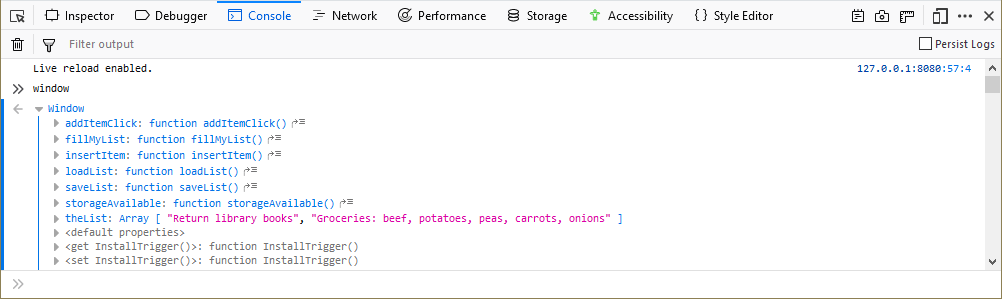 Inspector Debugger Console Network Performance Storage Accessibility Style Editor
Filter output Persist Logs
Live reload enabled. 127.0.0.1:8080:57:4
window
Window
addItemClick: function addItemClick()
fillMyList: function fillMyList()
insertItem: function insertItem()
loadList: function loadList()
saveList: function saveList()
storageAvailable: function storageAvailable()
theList: Array [ "Return library books", "Groceries: beef, potatoes, peas, carrots, onions" ]
<default properties>
<get InstallTrigger()>: function InstallTrigger()
<set InstallTrigger()>: function InstallTrigger()